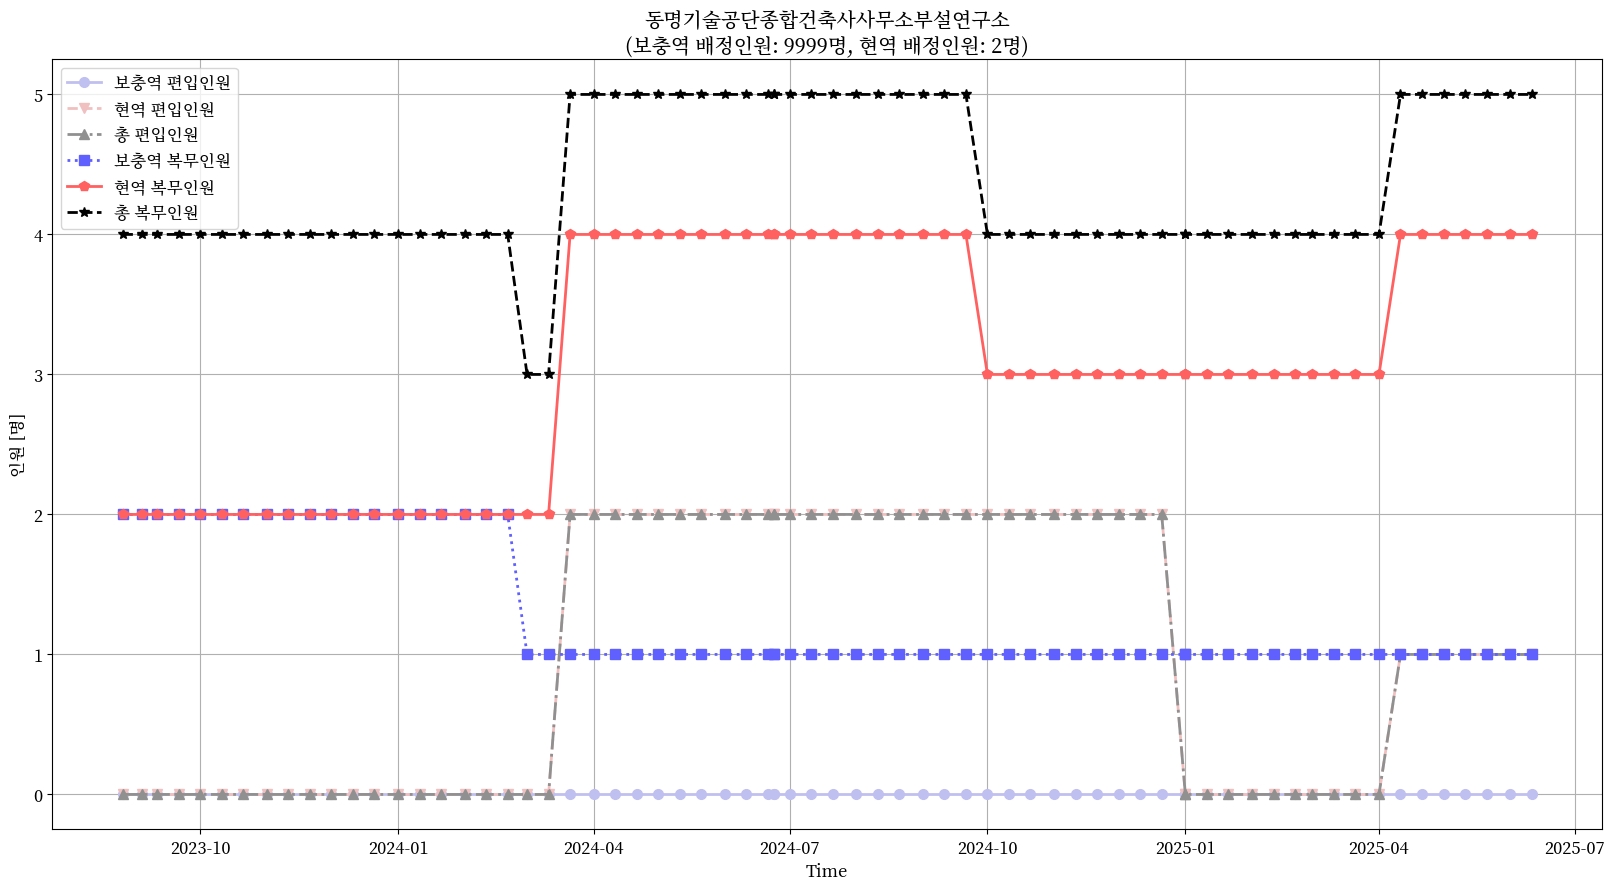 동명기술공단종합건축사사무소부설연구소
(보충역 배정인원: 9999명, 현역 배정인원: 2명)
보충역 편입인원
현역 편입인원
총 편입인원
보충역 복무인원
현역 복무인원
총 복무인원
5
4
3
2
1
0
인원 [명]
2023-10
2024-01
2024-04
2024-07
2024-10
2025-01
2025-04
2025-07
Time